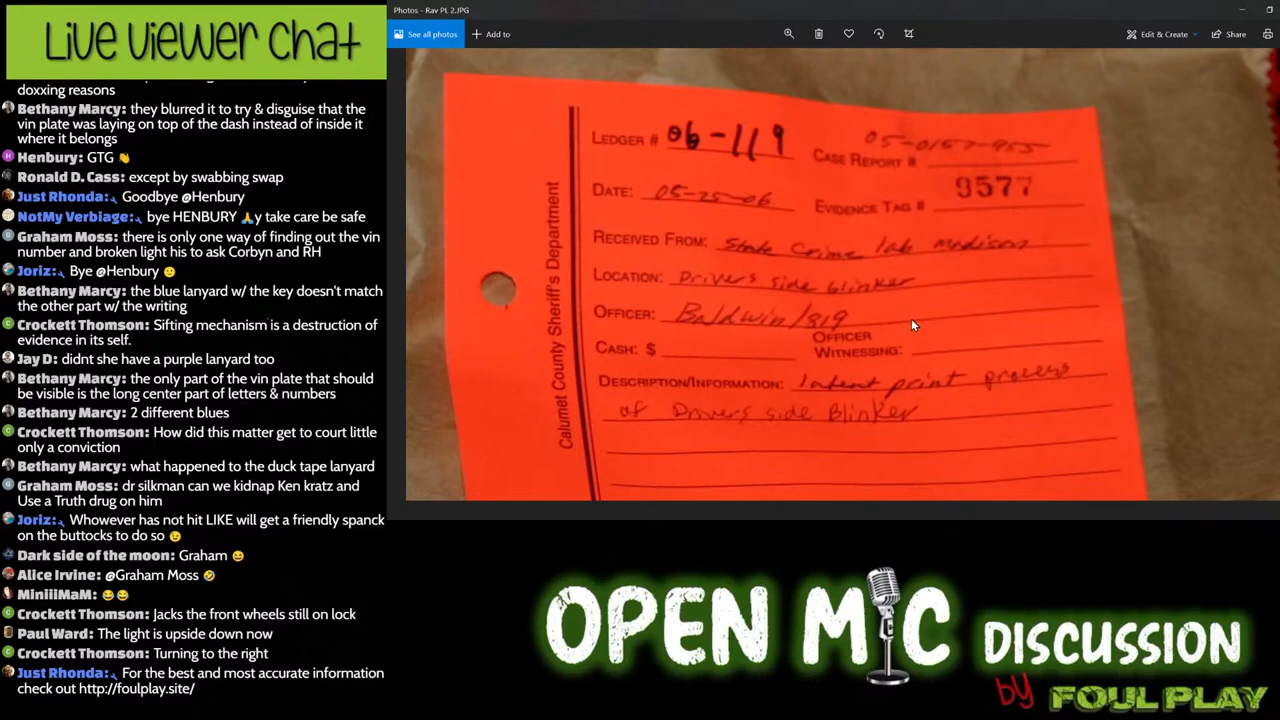 Live viewer chat
doxxing reasons
Bethany Marcy: they blurred it to try & disguise that the
vin plate was laying on top of the dash instead of inside it
where it belongs
Henbury: GTG 👏
Ronald D. Cass: except by swabbing swap
Just Rhonda: Goodbye @Henbury
NotMy Verbiage: bye HENBURY 🙏y take care be safe
Graham Moss: there is only one way of finding out the vin
number and broken light his to ask Corbyn and RH
Joriz: Bye @Henbury 🙂
Bethany Marcy: the blue lanyard w/ the key doesn't match
the other part w/ the writing
Crockett Thomson: Sifting mechanism is a destruction of
evidence in its self.
Jay D: didnt she have a purple lanyard too
Bethany Marcy: the only part of the vin plate that should
be visible is the long center part of letters & numbers
Bethany Marcy: 2 different blues
Crockett Thomson: How did this matter get to court little
only a conviction
Bethany Marcy: what happened to the duck tape lanyard
Graham Moss: dr silkman can we kidnap Ken kratz and
Use a Truth drug on him
Joriz: Whowever has not hit LIKE will get a friendly spanck
on the buttocks to do so 😉
Dark side of the moon: Graham 😄
Alice Irvine: @Graham Moss 🤣
MiniiiMaM: 😂😂
Crockett Thomson: Jacks the front wheels still on lock
Paul Ward: The light is upside down now
Crockett Thomson: Turning to the right
Just Rhonda: For the best and most accurate information
check out http://foulplay.site/
Photos - Rav PL 2.JPG
See all photos + Add to Edit & Create Share
Calumet County Sheriff's Department
LEDGER # 06-119
CASE REPORT # 05-0157-955
DATE: 05-25-06
EVIDENCE TAG # 9577
RECEIVED FROM: State Crime lab madison
LOCATION: Drivers side blinker
OFFICER: Baldwin/819
CASH: $
OFFICER
WITNESSING:
DESCRIPTION/INFORMATION: latent print process
of Drivers side Blinker
OPEN MIC
DISCUSSION
by FOUL PLAY